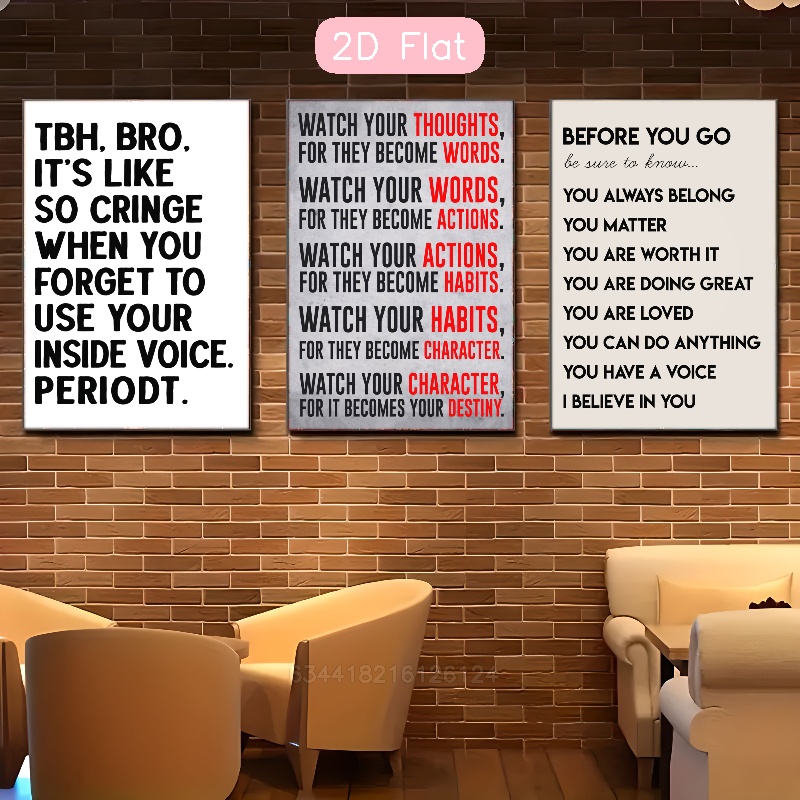 2D Flat
TBH, BRO,
IT'S LIKE
SO CRINGE
WHEN YOU
FORGET TO
USE YOUR
INSIDE VOICE.
PERIODT.
WATCH YOUR THOUGHTS,
FOR THEY BECOME WORDS.
WATCH YOUR WORDS,
FOR THEY BECOME ACTIONS.
WATCH YOUR ACTIONS,
FOR THEY BECOME HABITS.
WATCH YOUR HABITS,
FOR THEY BECOME CHARACTER.
WATCH YOUR CHARACTER,
FOR IT BECOMES YOUR DESTINY.
BEFORE YOU GO
be sure to know...
YOU ALWAYS BELONG
YOU MATTER
YOU ARE WORTH IT
YOU ARE DOING GREAT
YOU ARE LOVED
YOU CAN DO ANYTHING
YOU HAVE A VOICE
I BELIEVE IN YOU
634418216126124